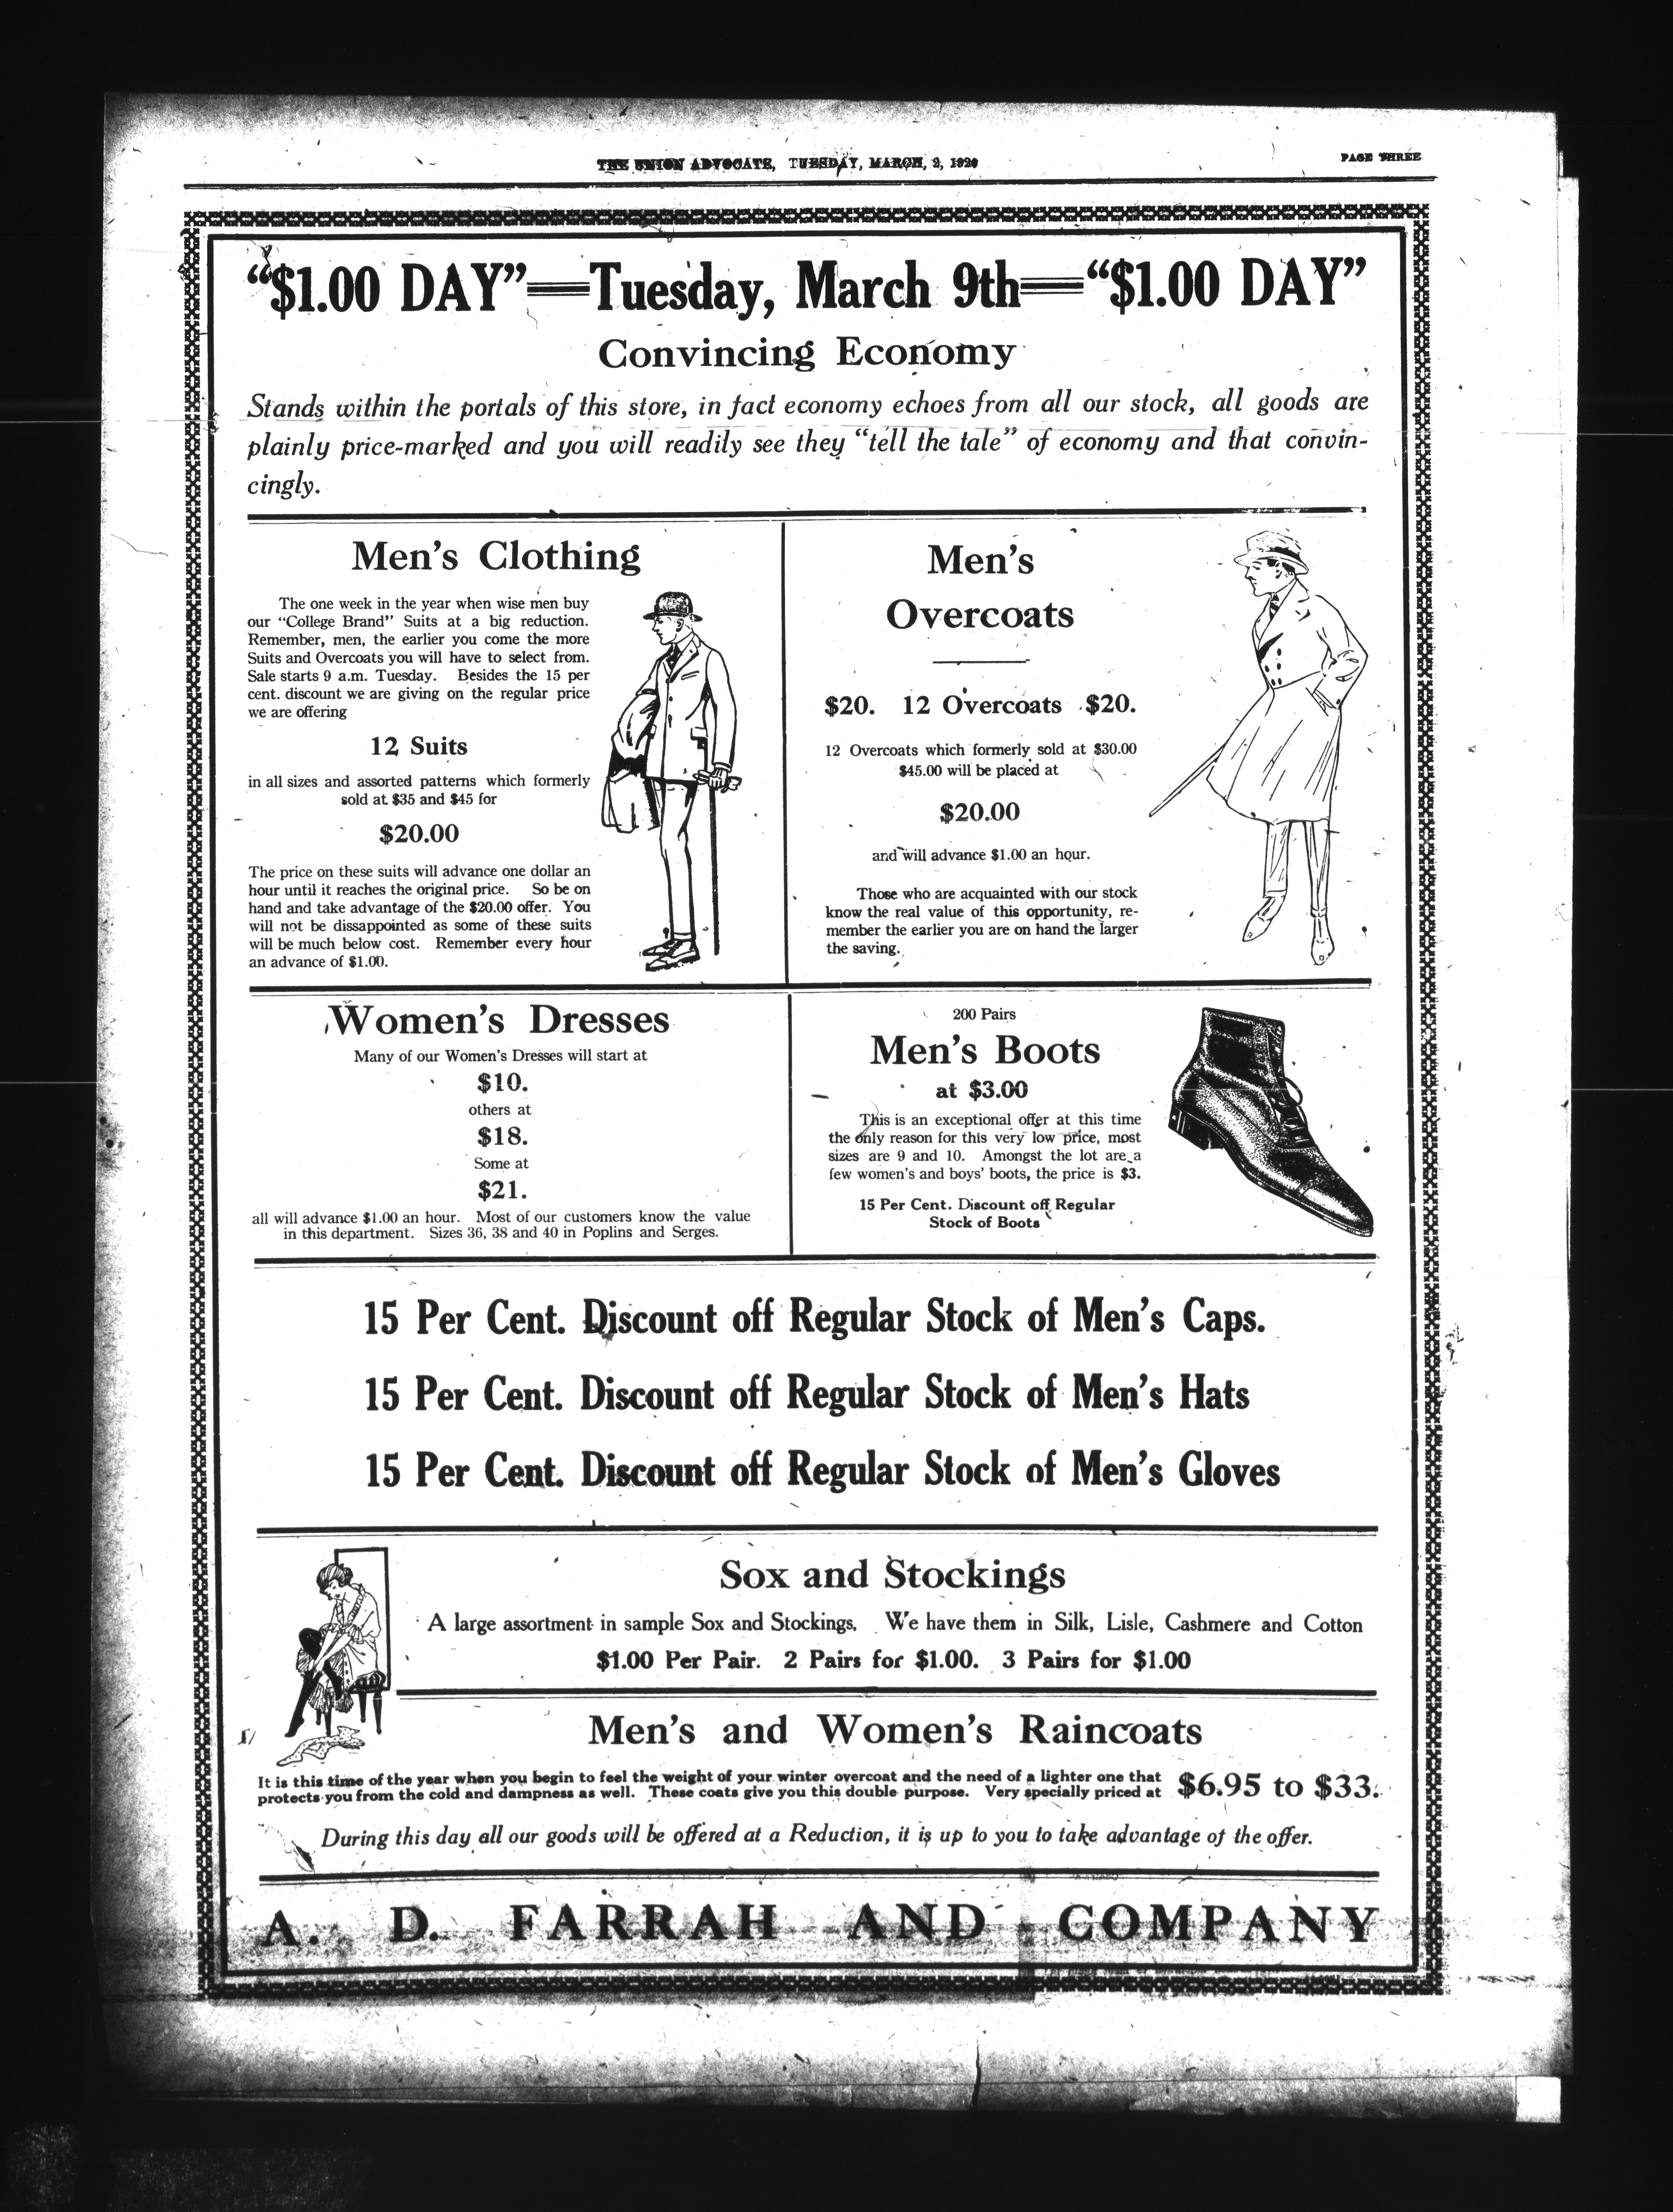 THE UNION ADVOCATE, TUESDAY, MARCH, 2, 1920
PAGE THREE
“$1.00 DAY”═Tuesday, March 9th═“$1.00 DAY”
Convincing Economy
Stands within the portals of this store, in fact economy echoes from all our stock, all goods are
plainly price-marked and you will readily see they “tell the tale” of economy and that convin-
cingly.
Men's Clothing
The one week in the year when wise men buy
our “College Brand” Suits at a big reduction.
Remember, men, the earlier you come the more
Suits and Overcoats you will have to select from.
Sale starts 9 a.m. Tuesday. Besides the 15 per
cent. discount we are giving on the regular price
we are offering
12 Suits
in all sizes and assorted patterns which formerly
sold at $35 and $45 for
$20.00
The price on these suits will advance one dollar an
hour until it reaches the original price. So be on
hand and take advantage of the $20.00 offer. You
will not be dissappointed as some of these suits
will be much below cost. Remember every hour
an advance of $1.00.
Men's
Overcoats
$20. 12 Overcoats $20.
12 Overcoats which formerly sold at $30.00
$45.00 will be placed at
$20.00
and will advance $1.00 an hour.
Those who are acquainted with our stock
know the real value of this opportunity, re-
member the earlier you are on hand the larger
the saving.
Women's Dresses
Many of our Women's Dresses will start at
$10.
others at
$18.
Some at
$21.
all will advance $1.00 an hour. Most of our customers know the value
in this department. Sizes 36, 38 and 40 in Poplins and Serges.
200 Pairs
Men's Boots
at $3.00
This is an exceptional offer at this time
the only reason for this very low price, most
sizes are 9 and 10. Amongst the lot are a
few women's and boys' boots, the price is $3.
15 Per Cent. Discount off Regular
Stock of Boots
15 Per Cent. Discount off Regular Stock of Men's Caps.
15 Per Cent. Discount off Regular Stock of Men's Hats
15 Per Cent. Discount off Regular Stock of Men's Gloves
Sox and Stockings
A large assortment in sample Sox and Stockings. We have them in Silk, Lisle, Cashmere and Cotton
$1.00 Per Pair. 2 Pairs for $1.00. 3 Pairs for $1.00
Men's and Women's Raincoats
It is this time of the year when you begin to feel the weight of your winter overcoat and the need of a lighter one that
protects you from the cold and dampness as well. These coats give you this double purpose. Very specially priced at
$6.95 to $33.
During this day all our goods will be offered at a Reduction, it is up to you to take advantage of the offer.
A. D. FARRAH AND COMPANY